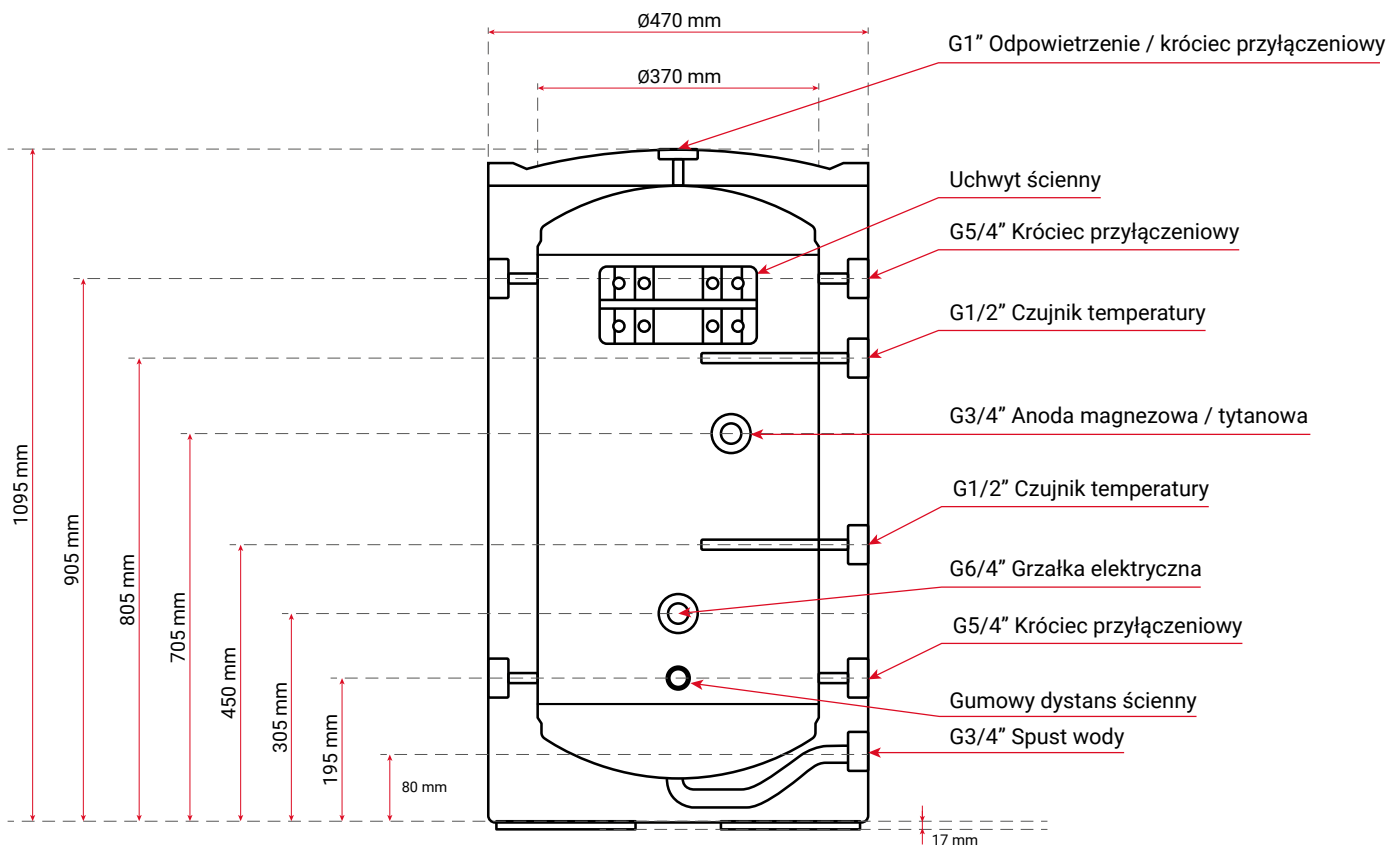 Ø470 mm
G1” Odpowietrzenie / króciec przyłączeniowy
Ø370 mm
Uchwyt ścienny
G5/4” Króciec przyłączeniowy
G1/2” Czujnik temperatury
G3/4” Anoda magnezowa / tytanowa
G1/2” Czujnik temperatury
G6/4” Grzałka elektryczna
G5/4” Króciec przyłączeniowy
Gumowy dystans ścienny
G3/4” Spust wody
1095 mm
905 mm
805 mm
705 mm
450 mm
305 mm
195 mm
80 mm
17 mm